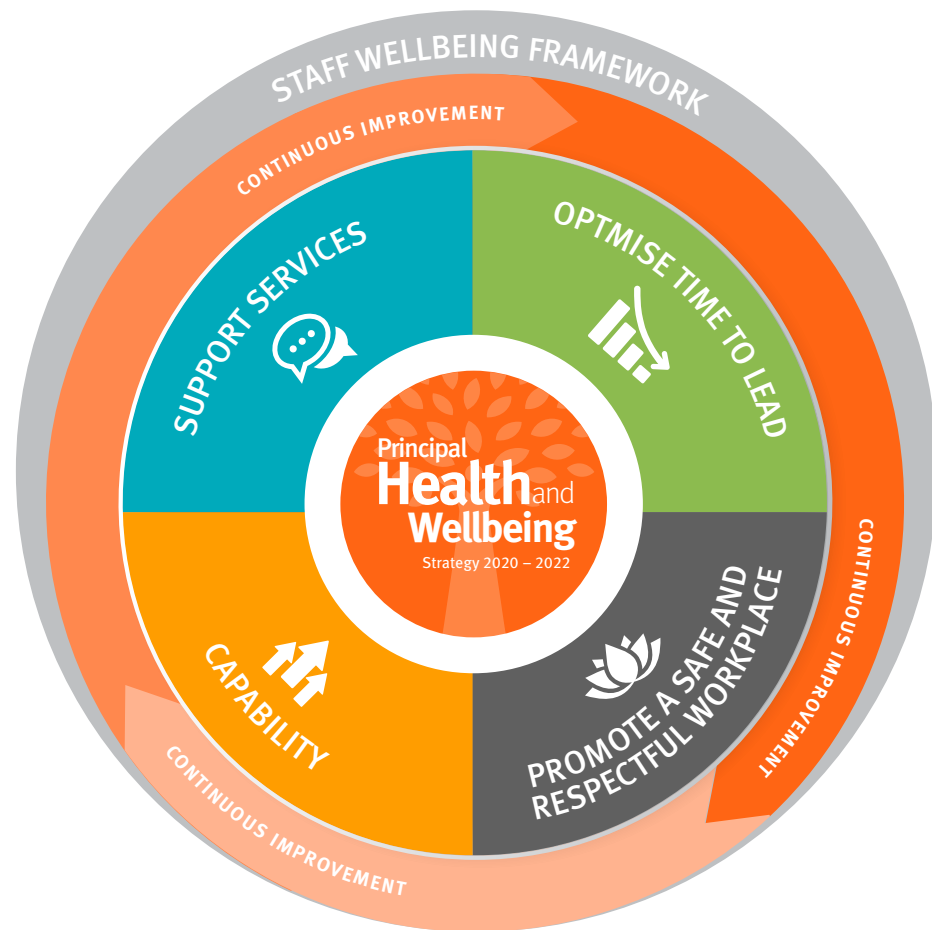 STAFF WELLBEING FRAMEWORK
CONTINUOUS IMPROVEMENT
SUPPORT SERVICES
OPTMISE TIME TO LEAD
Principal
Health and
Wellbeing
Strategy 2020 – 2022
CONTINUOUS IMPROVEMENT
CAPABILITY
PROMOTE A SAFE AND
RESPECTFUL WORKPLACE
CONTINUOUS IMPROVEMENT